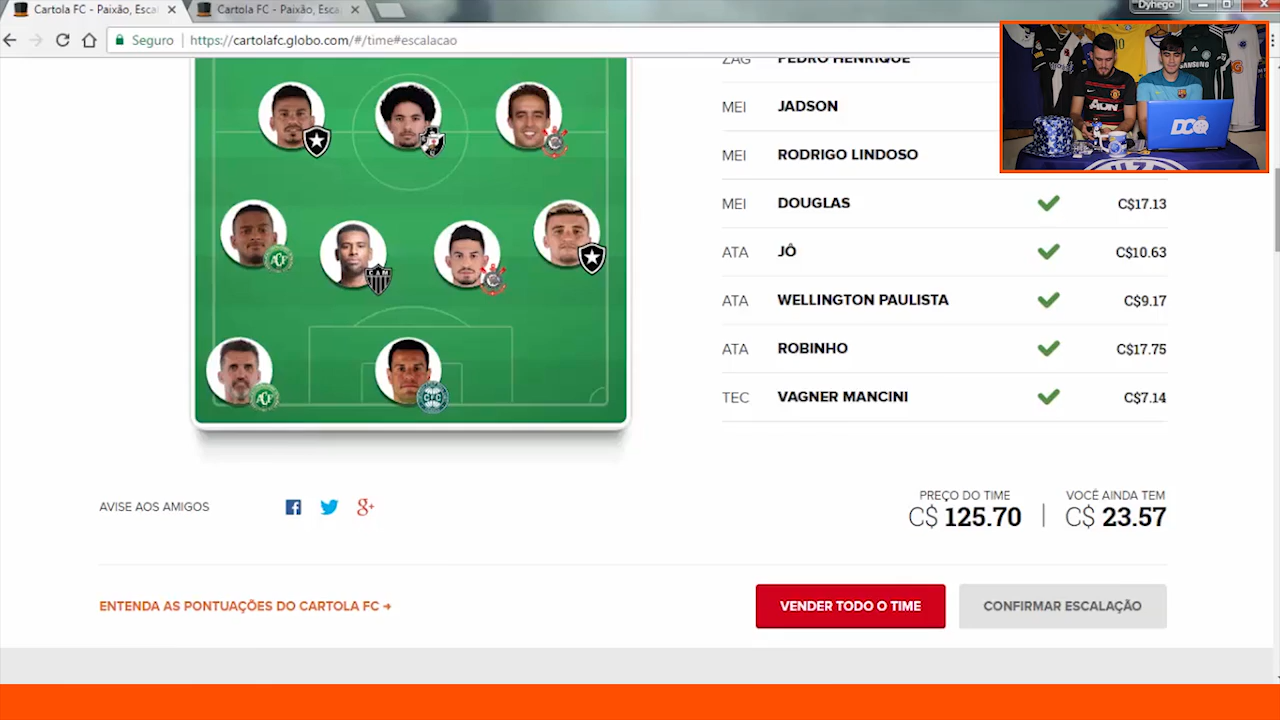 Cartola FC - Paixão, Escal
Cartola FC - Paixão, Escal
Dyhego
Seguro
https://cartolafc.globo.com/#/time#escalacao
ZAG PEDRO HENRIQUE
MEI JADSON
MEI RODRIGO LINDOSO
MEI DOUGLAS C$17.13
ATA JÔ C$10.63
ATA WELLINGTON PAULISTA C$9.17
ATA ROBINHO C$17.75
TEC VAGNER MANCINI C$7.14
AVISE AOS AMIGOS
PREÇO DO TIME
C$ 125.70
VOCÊ AINDA TEM
C$ 23.57
ENTENDA AS PONTUAÇÕES DO CARTOLA FC
VENDER TODO O TIME
CONFIRMAR ESCALAÇÃO
SAMSUNG
AON